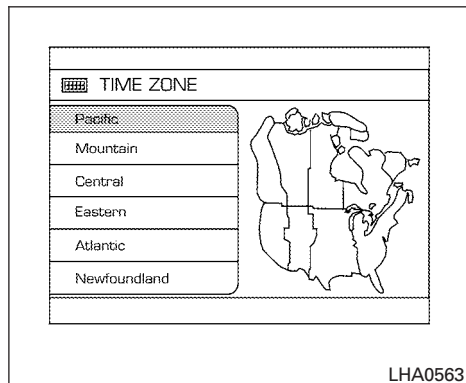 TIME ZONE
Pacific
Mountain
Central
Eastern
Atlantic
Newfoundland
LHA0563